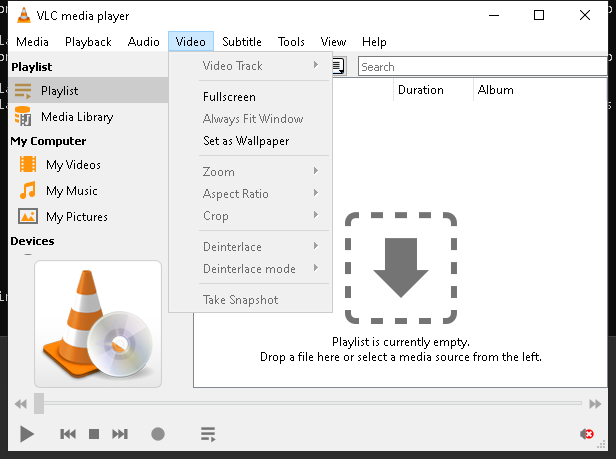 VLC media player
Media Playback Audio Video Subtitle Tools View Help
Playlist
Playlist
Media Library
My Computer
My Videos
My Music
My Pictures
Devices
Video Track
Fullscreen
Always Fit Window
Set as Wallpaper
Zoom
Aspect Ratio
Crop
Deinterlace
Deinterlace mode
Take Snapshot
Search
Duration Album
Playlist is currently empty.
Drop a file here or select a media source from the left.